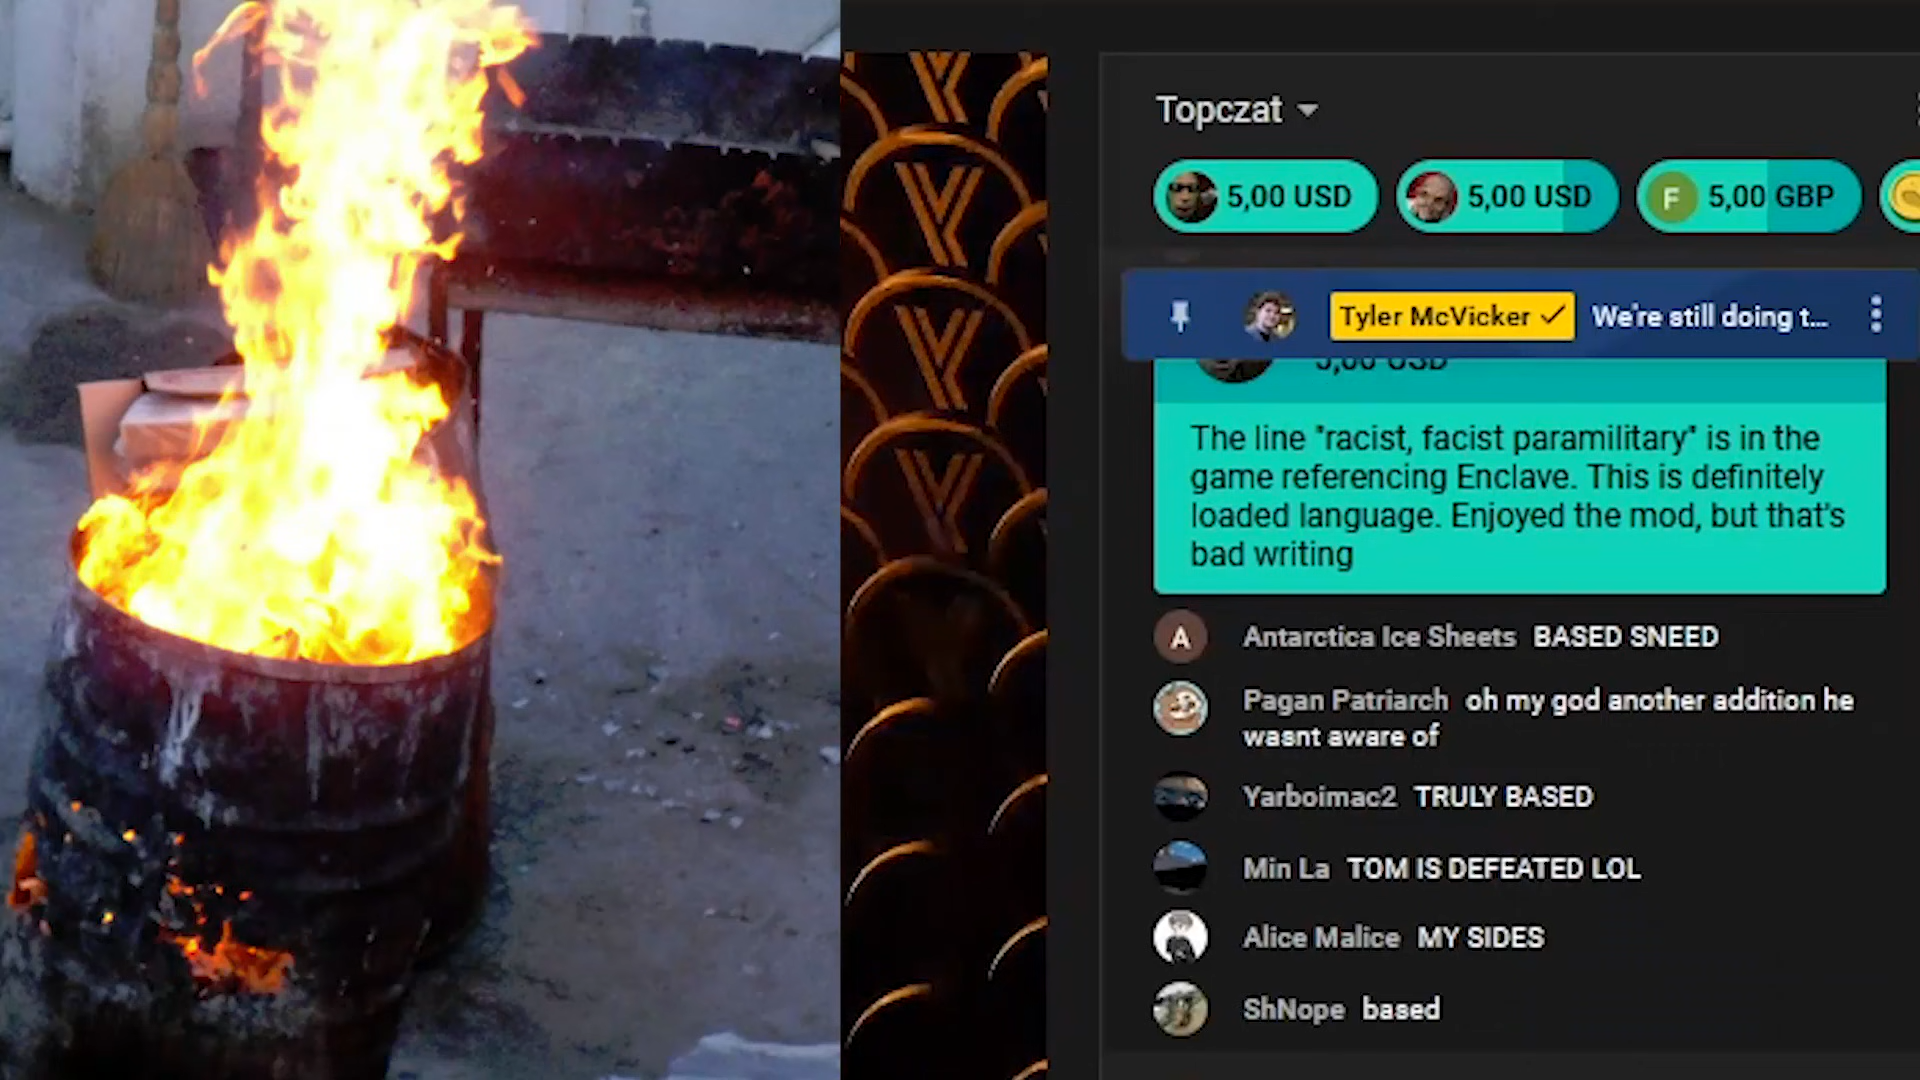 Topczat
5,00 USD
5,00 USD
F 5,00 GBP
Tyler McVicker We're still doing t...
5,00 USD
The line "racist, facist paramilitary" is in the
game referencing Enclave. This is definitely
loaded language. Enjoyed the mod, but that's
bad writing
A Antarctica Ice Sheets BASED SNEED
Pagan Patriarch oh my god another addition he
wasnt aware of
Yarboimac2 TRULY BASED
Min La TOM IS DEFEATED LOL
Alice Malice MY SIDES
ShNope based